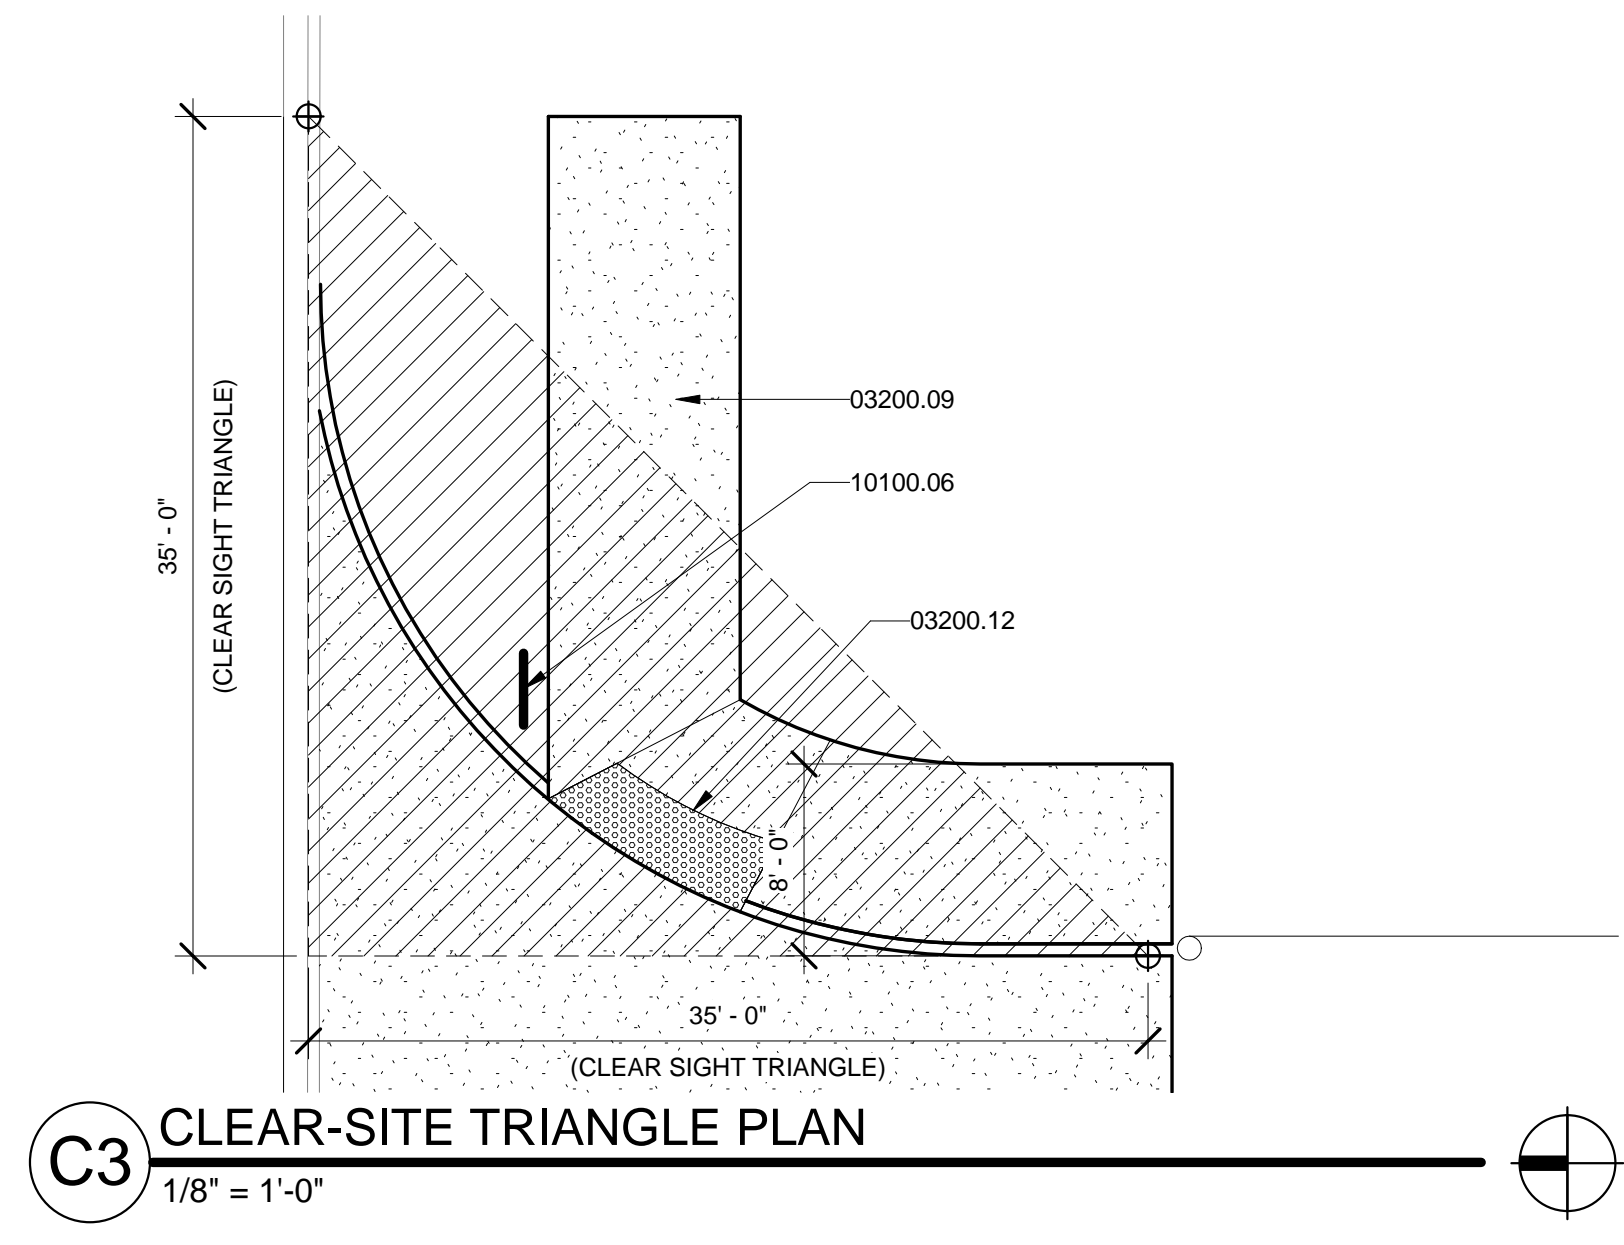 03200.09
10100.06
03200.12
35' - 0"
(CLEAR SIGHT TRIANGLE)
8' - 0"
35' - 0"
(CLEAR SIGHT TRIANGLE)
C3
CLEAR-SITE TRIANGLE PLAN
1/8" = 1'-0"